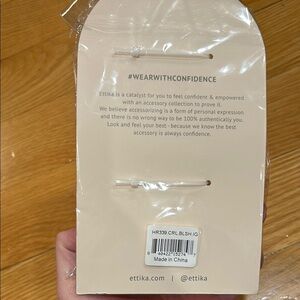 #WEARWITHCONFIDENCE
Ettika is a catalyst for you to feel confident & empowered
with an accessory collection to prove it.
We believe accessorizing is a form of personal expression
and there is no wrong way to be 100% authentically you.
Look and feel your best - because we know the best
accessory is always confidence.
HR339.CRL.BLSH.IG
Made in China
ettika.com | @ettika